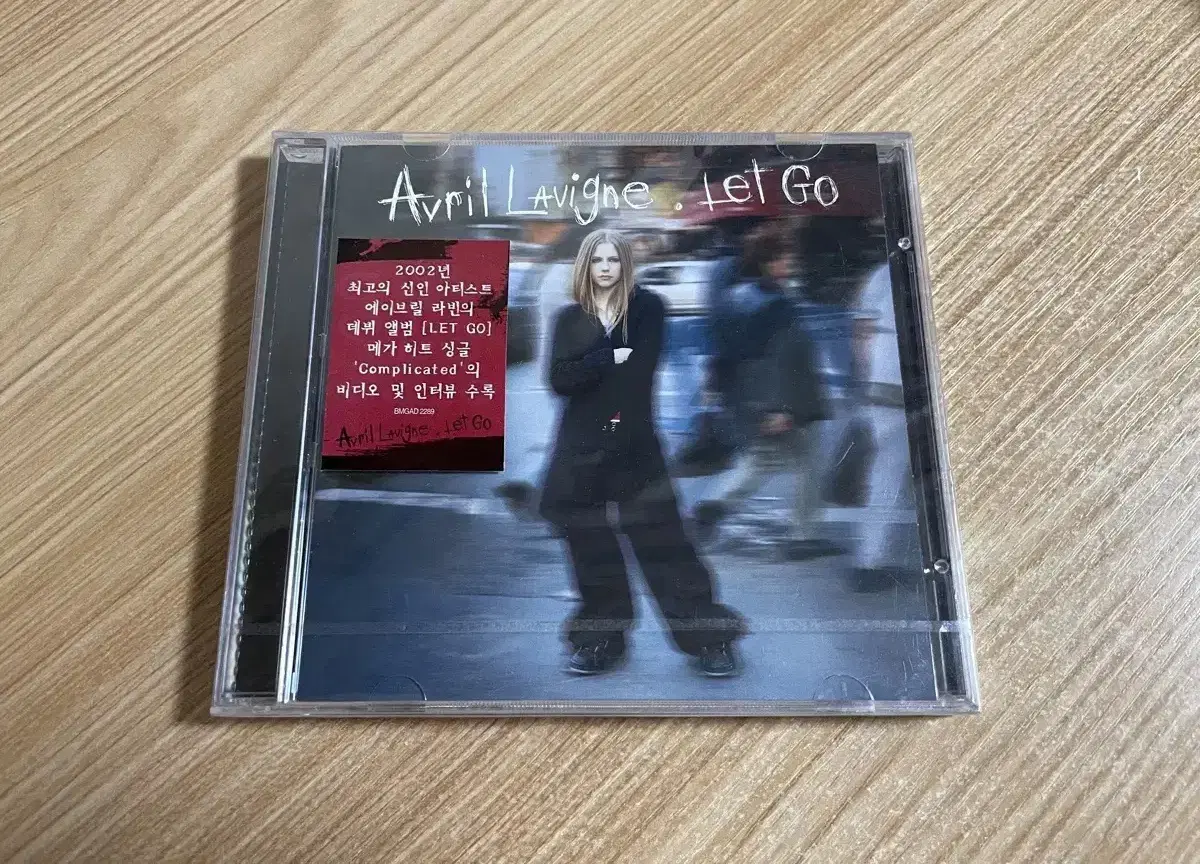 Avril Lavigne . Let Go
2002년
최고의 신인 아티스트
에이브릴 라빈의
데뷔 앨범 [LET GO]
메가 히트 싱글
'Complicated'의
비디오 및 인터뷰 수록
BMGAD 2269
Avril Lavigne . Let Go